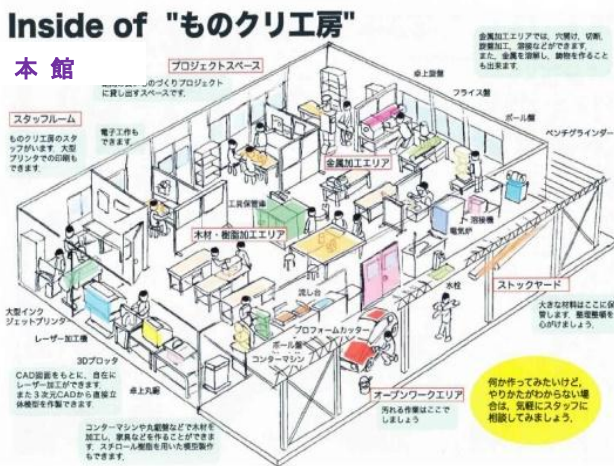 Inside of "ものクリ工房"
本館
プロジェクトスペース
ものづくりプロジェクト
に貸し出すスペースです。
金属加工エリアでは、穴開け、切断、
旋盤加工、溶接などができます。
また、金属を溶解し、鋳物を作ること
も出来ます。
卓上旋盤
フライス盤
ボール盤
ベンチグラインダー
スタッフルーム
ものクリ工房のスタ
ッフがいます 大型
プリンタでの印刷も
できます。
電子工作も
できます。
金属加工エリア
工具保管庫
木材・樹脂加工エリア
溶接機
電気炉
ストックヤード
水栓
大きな材料はここに保
管します 整理整頓を
心がけましょう。
流し台
プロフォームカッター
ボール盤
コンターマシン
大型インク
ジェットプリンター
レーザー加工機
3Dプロッタ
卓上丸鋸
CAD図面をもとに、自在に
レーザー加工ができます
また3次元CADから直接立
体模型を作製できます
オープンワークエリア
汚れる作業はここで
しましょう
何か作ってみたいけど、
やりかたがわからない場
合は、気軽にスタッフに
相談してみましょう。
コンターマシンや丸鋸盤などで木材を
加工し、家具などを作ることができま
す スチロール樹脂を用いた模型製作
もできます。